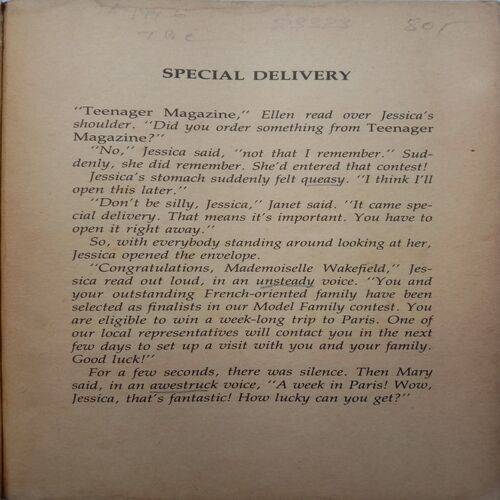 SPECIAL DELIVERY
"Teenager Magazine," Ellen read over Jessica's
shoulder. "Did you order something from Teenager
Magazine?"
"No," Jessica said, "not that I remember." Sud-
denly, she did remember. She'd entered that contest!
Jessica's stomach suddenly felt queasy. "I think I'll
open this later."
"Don't be silly, Jessica," Janet said. "It came spe-
cial delivery. That means it's important. You have to
open it right away."
So, with everybody standing around looking at her,
Jessica opened the envelope.
"Congratulations, Mademoiselle Wakefield," Jes-
sica read out loud, in an unsteady voice. "You and
your outstanding French-oriented family have been
selected as finalists in our Model Family contest. You
are eligible to win a week-long trip to Paris. One of
our local representatives will contact you in the next
few days to set up a visit with you and your family.
Good luck!"
For a few seconds, there was silence. Then Mary
said, in an awestruck voice, "A week in Paris! Wow,
Jessica, that's fantastic! How lucky can you get?"